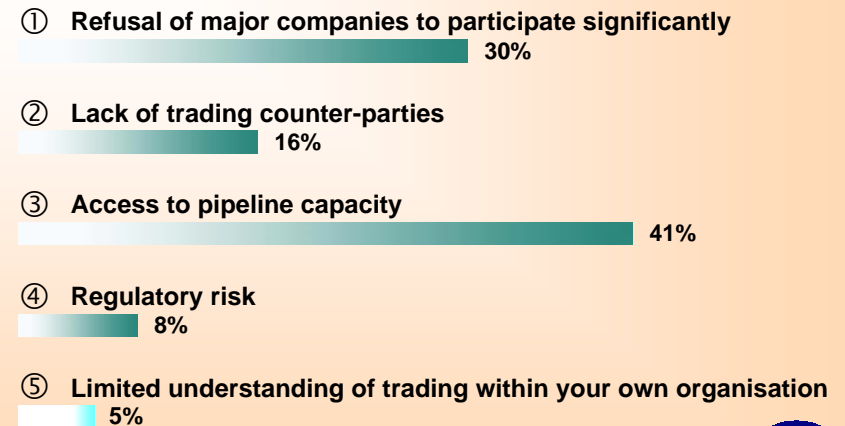 ① Refusal of major companies to participate significantly
30%
② Lack of trading counter-parties
16%
③ Access to pipeline capacity
41%
④ Regulatory risk
8%
⑤ Limited understanding of trading within your own organisation
5%